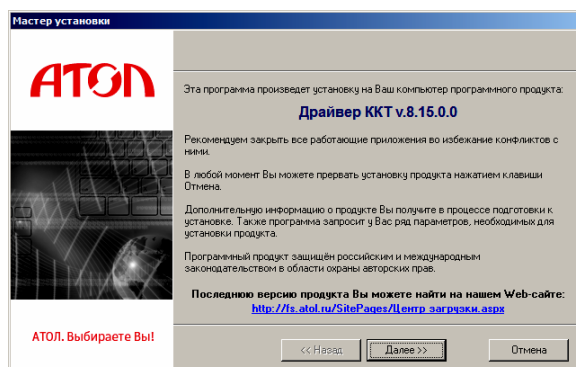 Мастер установки
АТОЛ
Эта программа произведет установку на Ваш компьютер программного продукта:
Драйвер ККТ v.8.15.0.0
Рекомендуем закрыть все работающие приложения во избежание конфликтов с
ними.
В любой момент Вы можете прервать установку продукта нажатием клавиши
Отмена.
Дополнительную информацию о продукте Вы получите в процессе подготовки к
установке. Также программа запросит у Вас ряд параметров, необходимых для
установки продукта.
Программный продукт защищён российским и международным
законодательством в области охраны авторских прав.
Последнюю версию продукта Вы можете найти на нашем Web-сайте:
http://fs.atol.ru/SitePages/Центр загрузки.aspx
АТОЛ. Выбираете Вы!
<< Назад
Далее >>
Отмена